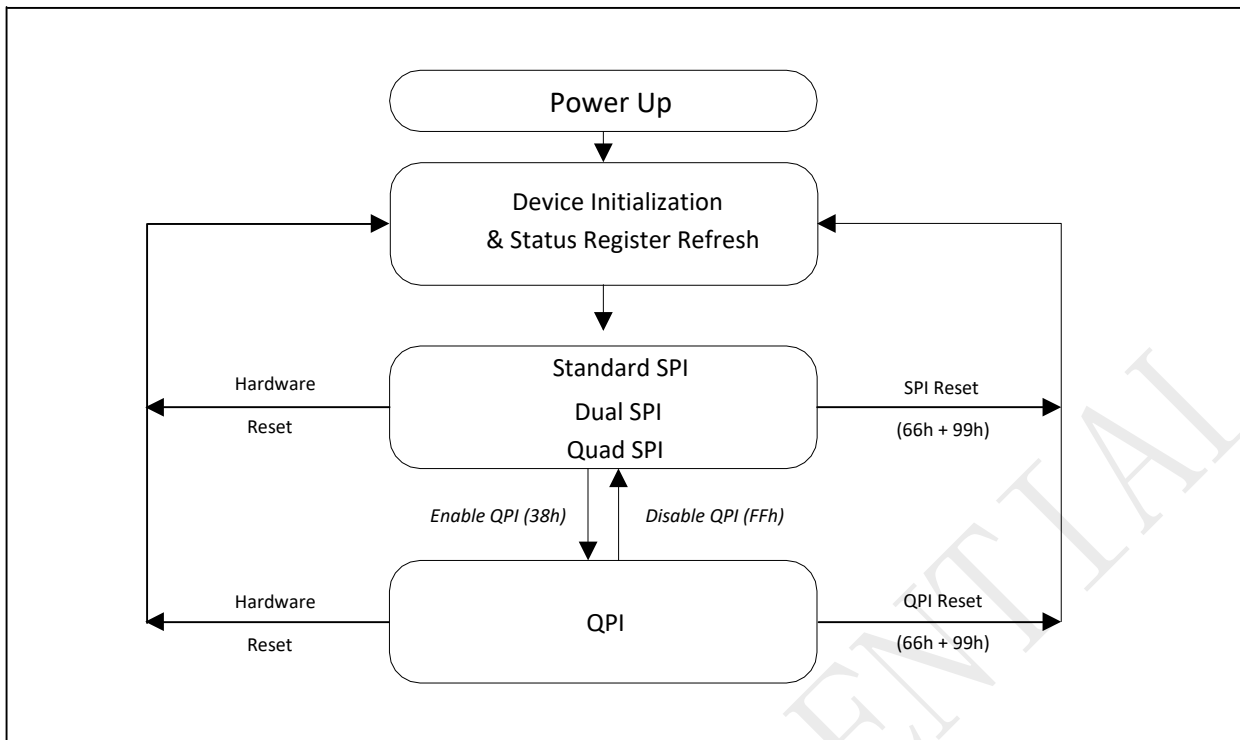 Power Up
Device Initialization
& Status Register Refresh
Standard SPI
Dual SPI
Quad SPI
Hardware
Reset
SPI Reset
(66h + 99h)
Enable QPI (38h)
Disable QPI (FFh)
QPI
Hardware
Reset
QPI Reset
(66h + 99h)
ENTIAL